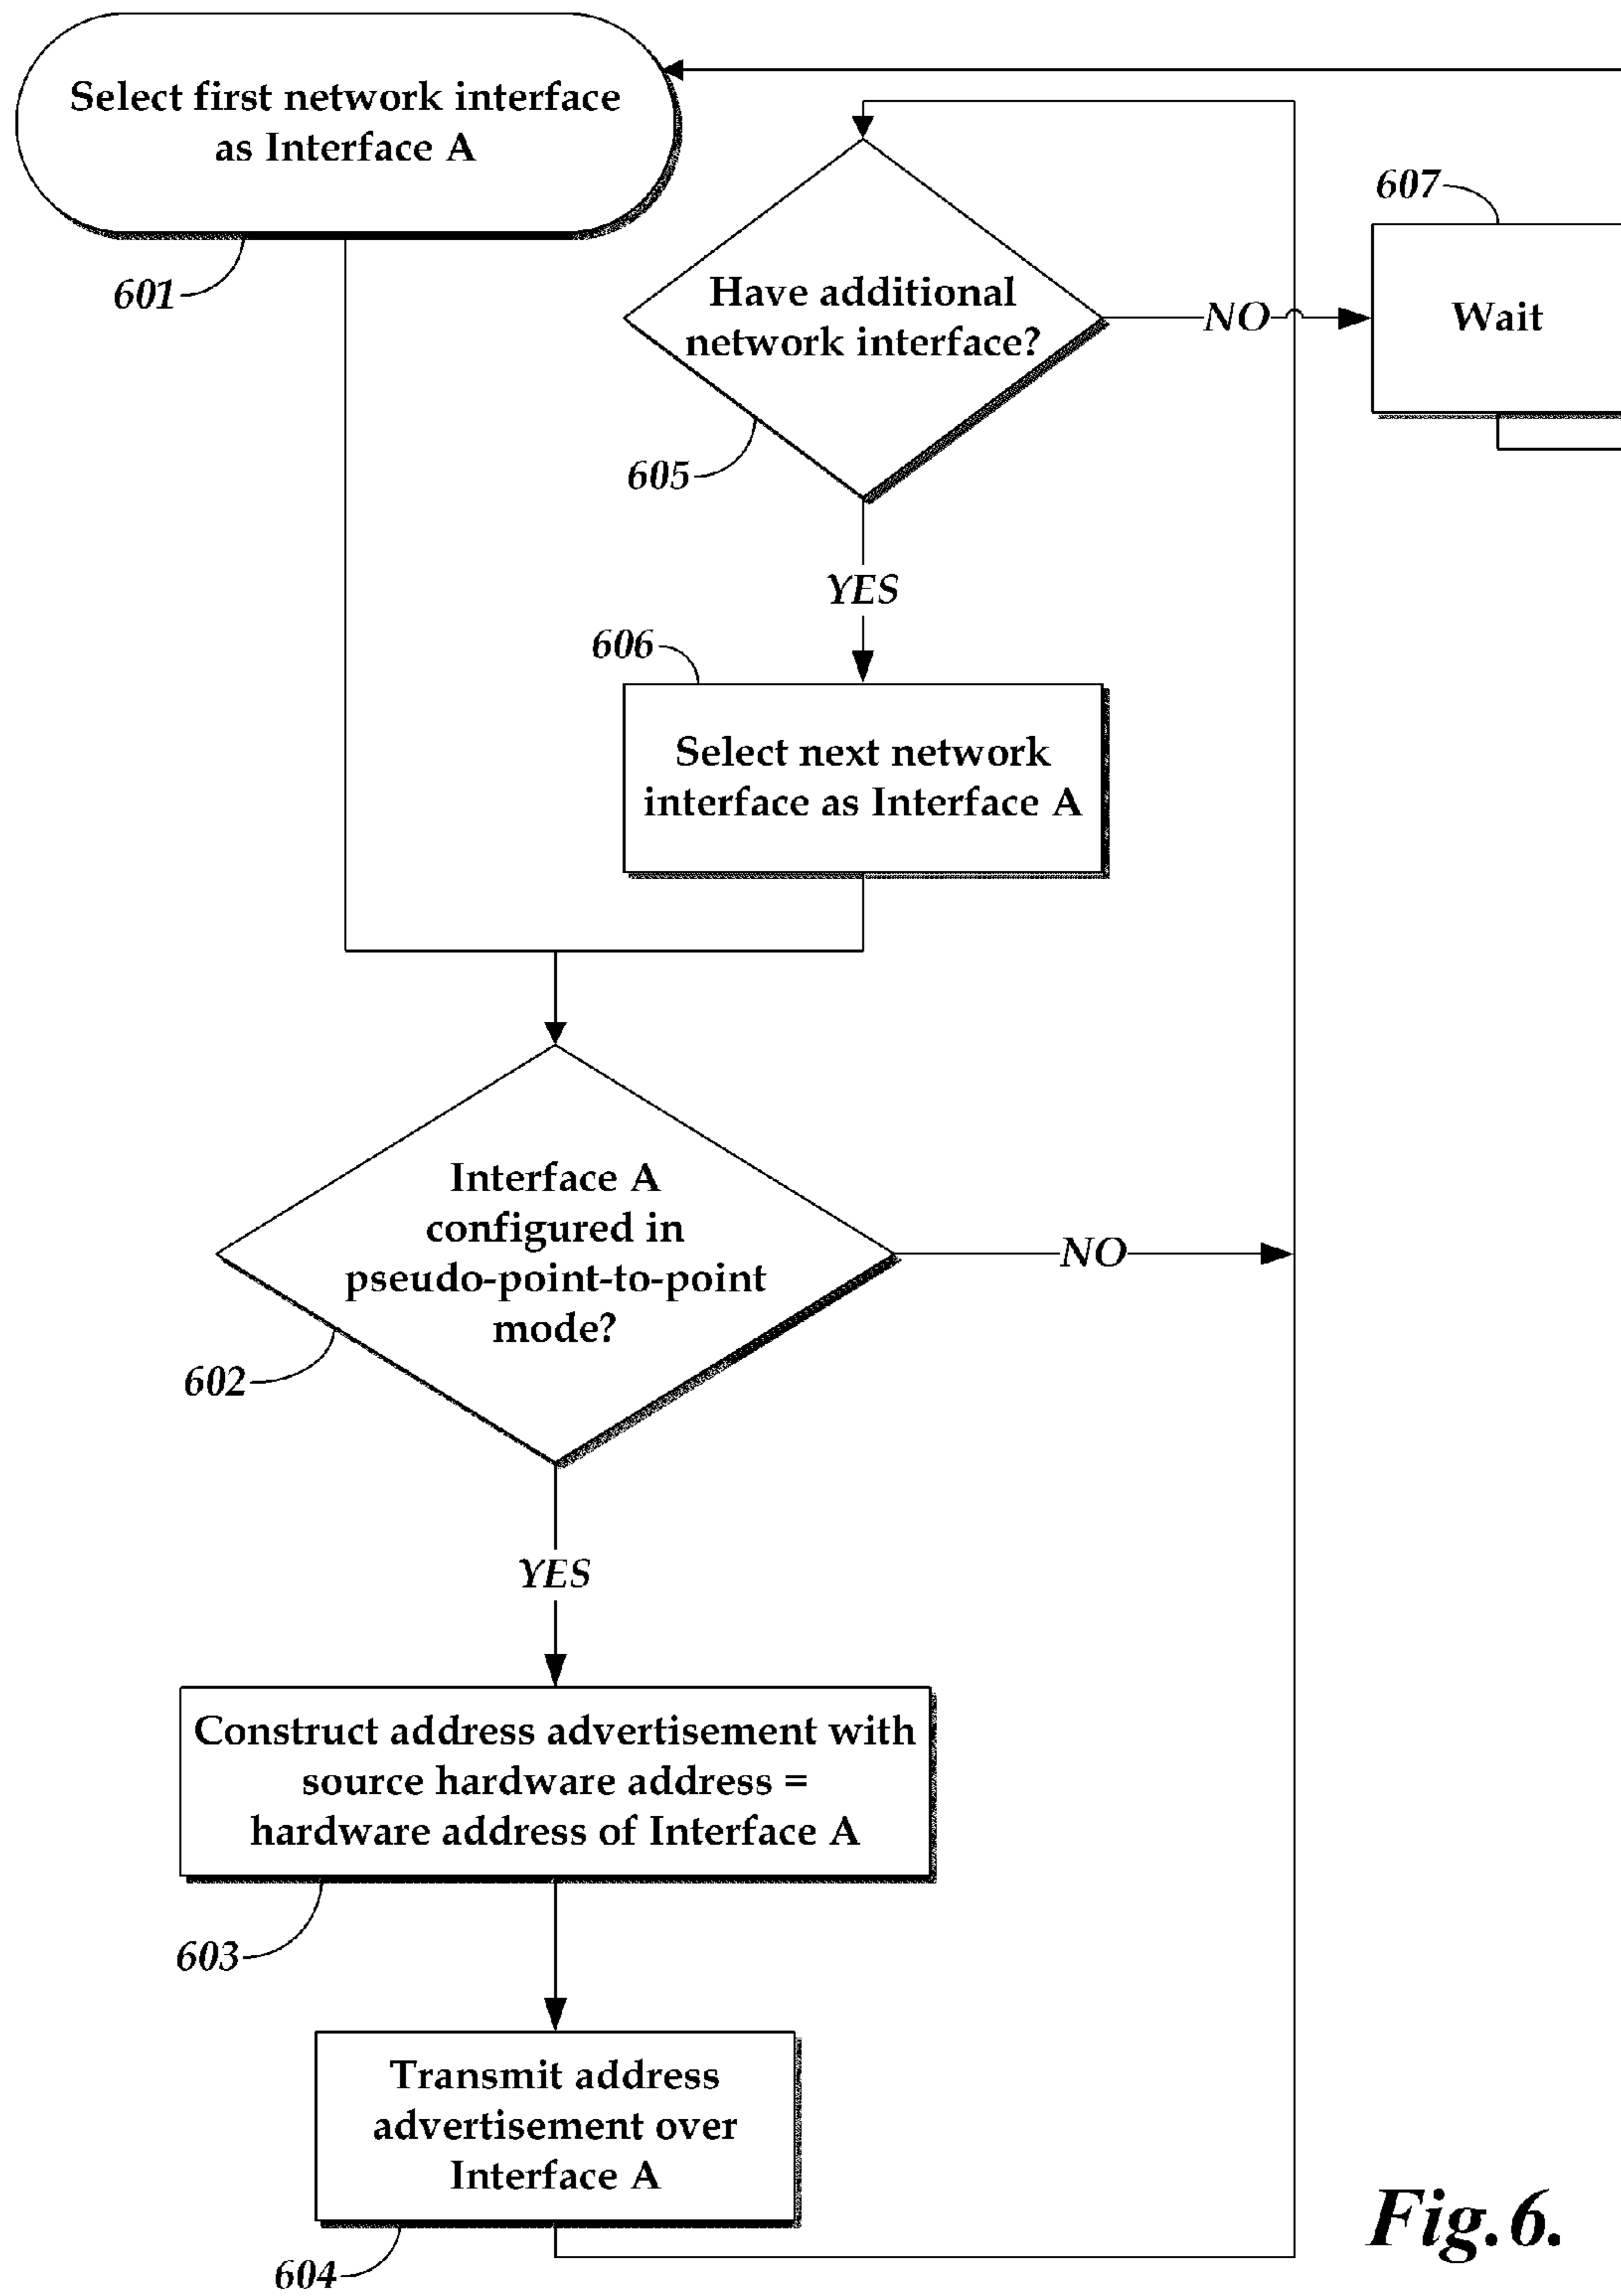 Select first network interface
as Interface A
601
Have additional
network interface?
605
NO
607
Wait
YES
606
Select next network
interface as Interface A
Interface A
configured in
pseudo-point-to-point
mode?
602
NO
YES
Construct address advertisement with
source hardware address =
hardware address of Interface A
603
Transmit address
advertisement over
Interface A
604
Fig.6.